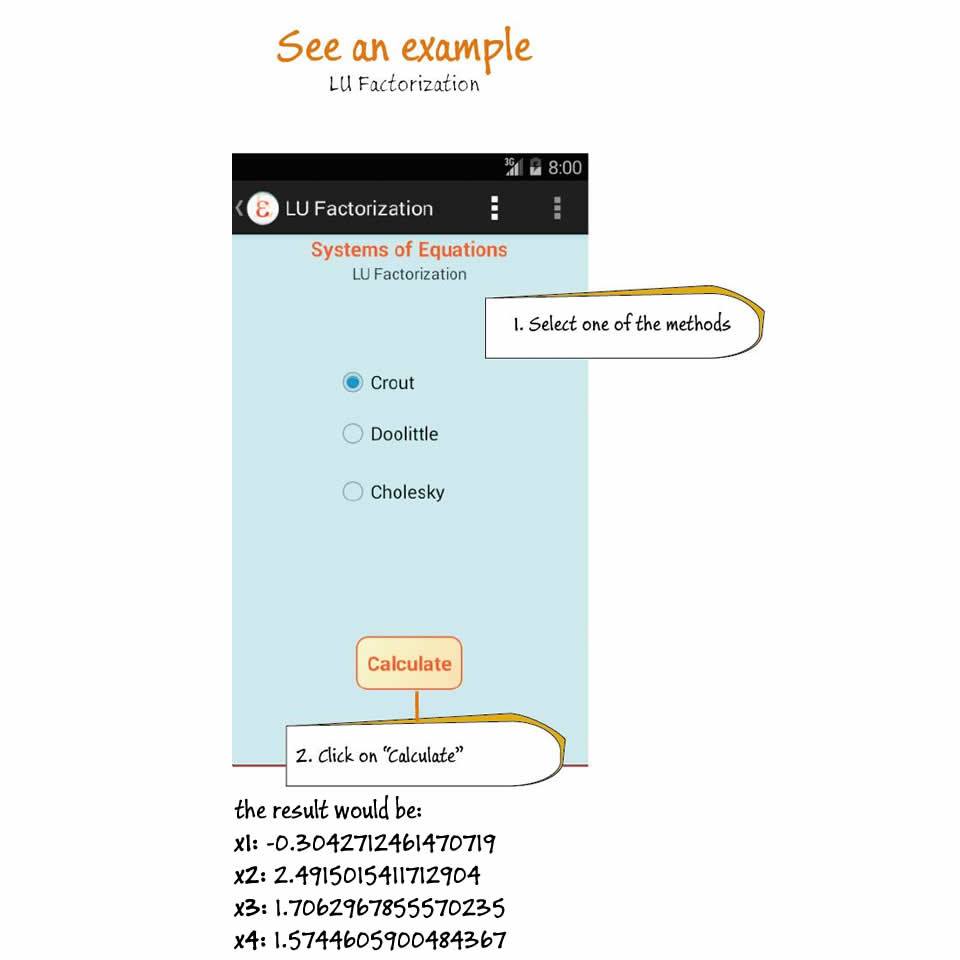 See an example
LU Factorization
3G 8:00
ε LU Factorization
Systems of Equations
LU Factorization
1. Select one of the methods
Crout
Doolittle
Cholesky
Calculate
2. Click on "Calculate"
the result would be:
x1: -0.3042712461470719
x2: 2.4915015411712904
x3: 1.7062967855570235
x4: 1.5744605900484367